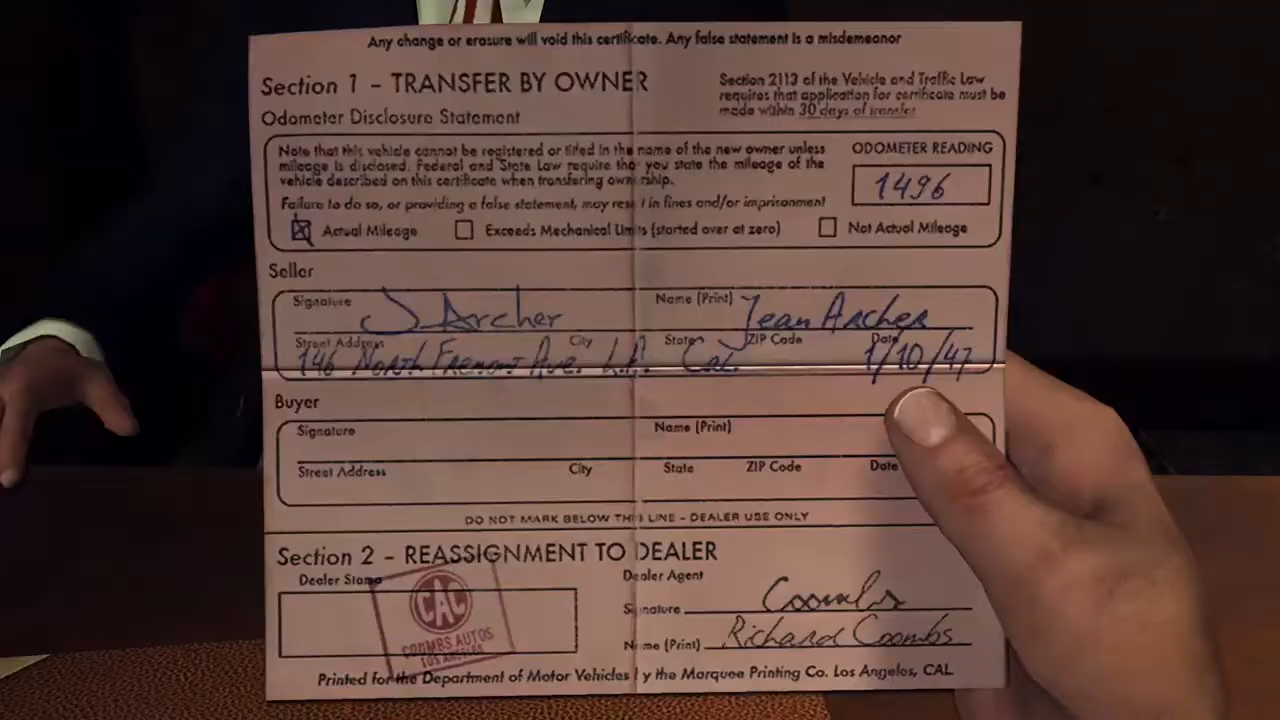 Any change or erasure will void this certificate. Any false statement is a misdemeanor
Section 1 - TRANSFER BY OWNER
Section 2113 of the Vehicle and Traffic Law
requires that application for certificate must be
made within 30 days of transfer
Odometer Disclosure Statement
Note that this vehicle cannot be registered or titled in the name of the new owner unless
mileage is disclosed. Federal and State Law require that you state the mileage of the
vehicle described on this certificate when transfering ownership.
Failure to do so, or providing a false statement, may result in fines and/or imprisonment
ODOMETER READING
1496
Actual Mileage
Exceeds Mechanical Limits (started over at zero)
Not Actual Mileage
Seller
Signature J Archer Name (Print) Jean Archer
Street Address City State ZIP Code Date
146 North Fremont Ave. L.A. Cal. 1/10/47
Buyer
Signature Name (Print)
Street Address City State ZIP Code Date
DO NOT MARK BELOW THIS LINE - DEALER USE ONLY
Section 2 - REASSIGNMENT TO DEALER
Dealer Stamp
CAC
COOMBS AUTOS
LOS ANGELES
Dealer Agent
Signature Coombs
Name (Print) Richard Coombs
Printed for the Department of Motor Vehicles by the Marquee Printing Co. Los Angeles, CAL